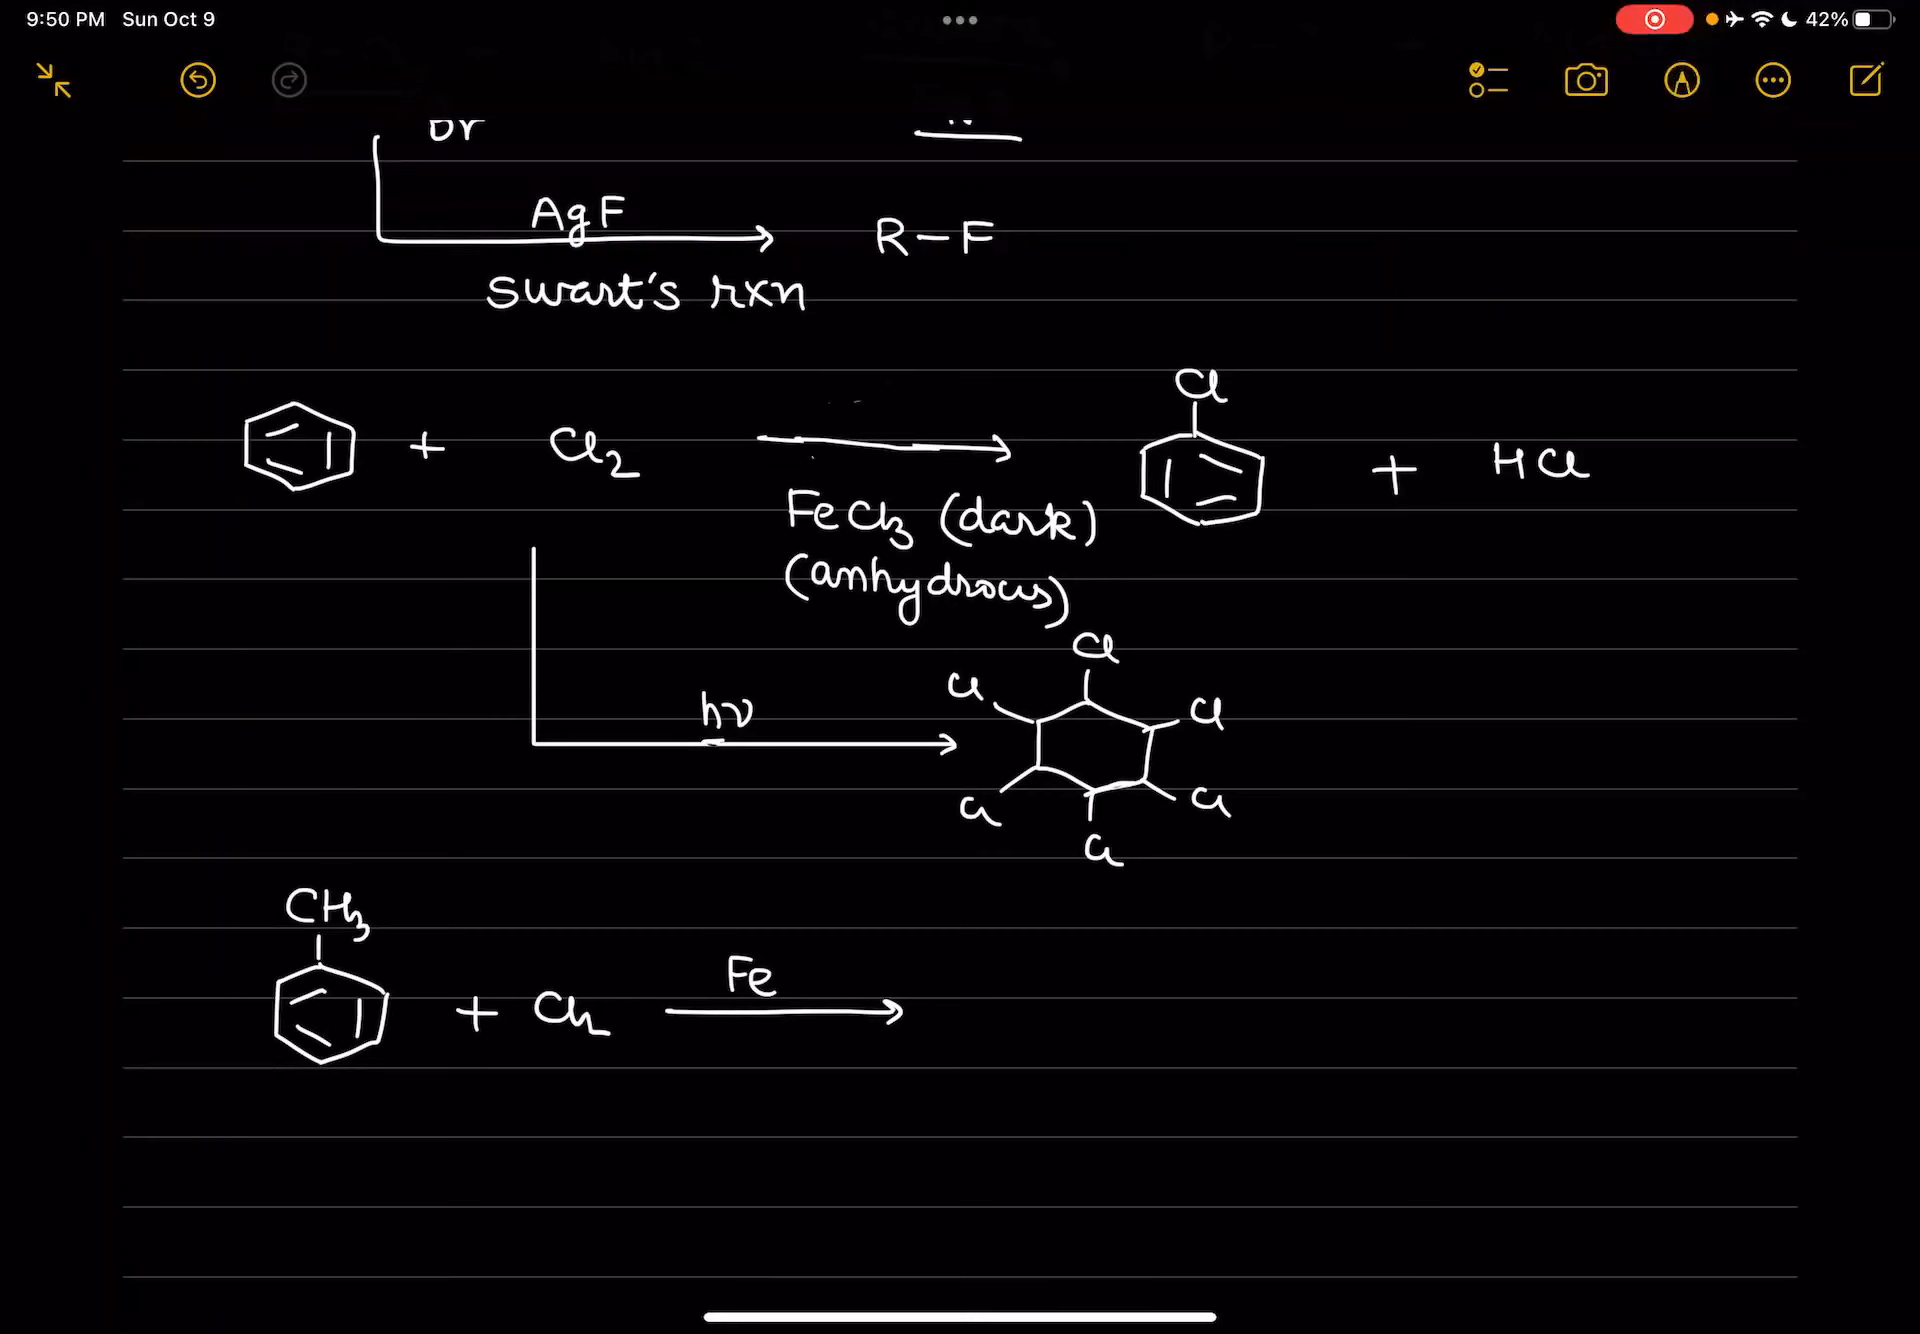 9:50 PM Sun Oct 9
42%
Br
AgF
R-F
Swart's rxn
Cl
+ Cl2 + HCl
FeCl3 (dark)
(anhydrous)
Cl
Cl Cl
hν
Cl Cl
Cl
CH3
Fe
+ Cl2